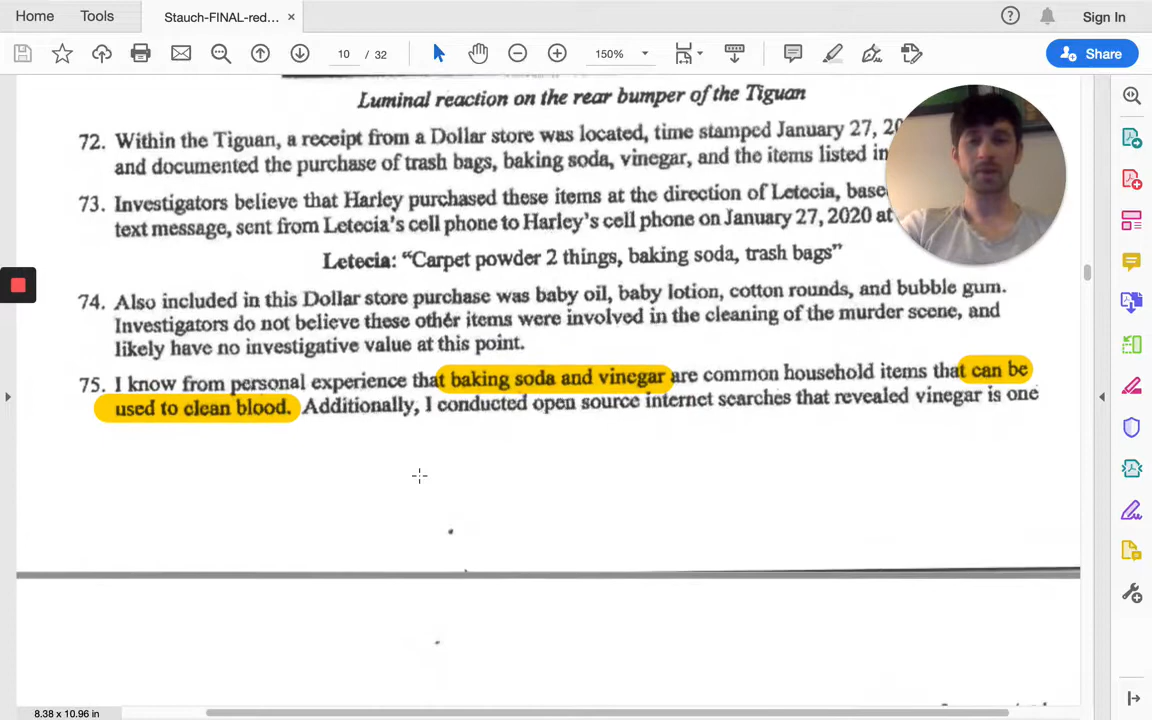 Home
Tools
Stauch-FINAL-red...
×
Sign In
10 / 32
150%
Share
Luminal reaction on the rear bumper of the Tiguan
72. Within the Tiguan, a receipt from a Dollar store was located, time stamped January 27, 20
and documented the purchase of trash bags, baking soda, vinegar, and the items listed in
73. Investigators believe that Harley purchased these items at the direction of Letecia, base
text message, sent from Letecia's cell phone to Harley's cell phone on January 27, 2020 at
Letecia: "Carpet powder 2 things, baking soda, trash bags"
74. Also included in this Dollar store purchase was baby oil, baby lotion, cotton rounds, and bubble gum.
Investigators do not believe these other items were involved in the cleaning of the murder scene, and
likely have no investigative value at this point.
75. I know from personal experience that baking soda and vinegar are common household items that can be
used to clean blood. Additionally, I conducted open source internet searches that revealed vinegar is one
8.38 x 10.96 in